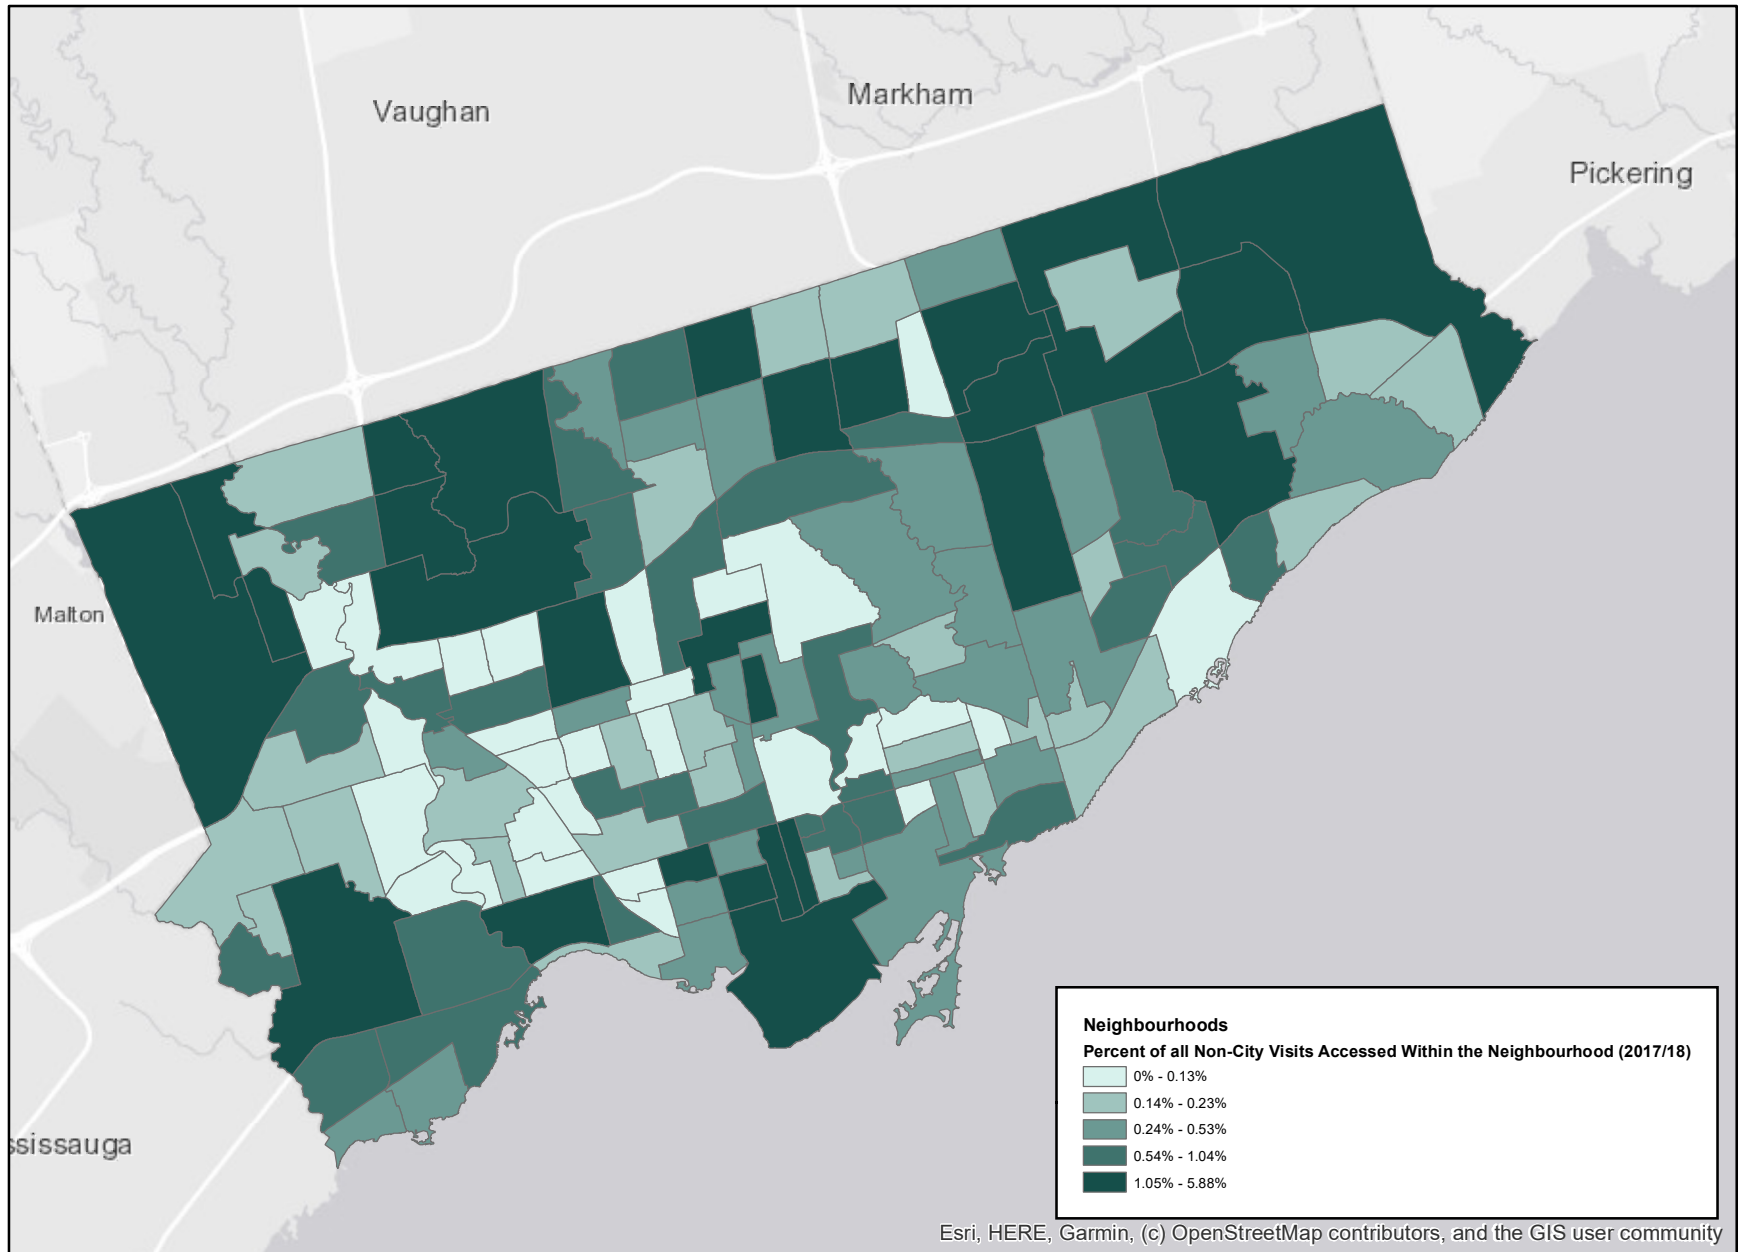 Markham
Vaughan
Pickering
Malton
ssissauga
Neighbourhoods
Percent of all Non-City Visits Accessed Within the Neighbourhood (2017/18)
0% - 0.13%
0.14% - 0.23%
0.24% - 0.53%
0.54% - 1.04%
1.05% - 5.88%
Esri, HERE, Garmin, (c) OpenStreetMap contributors, and the GIS user community